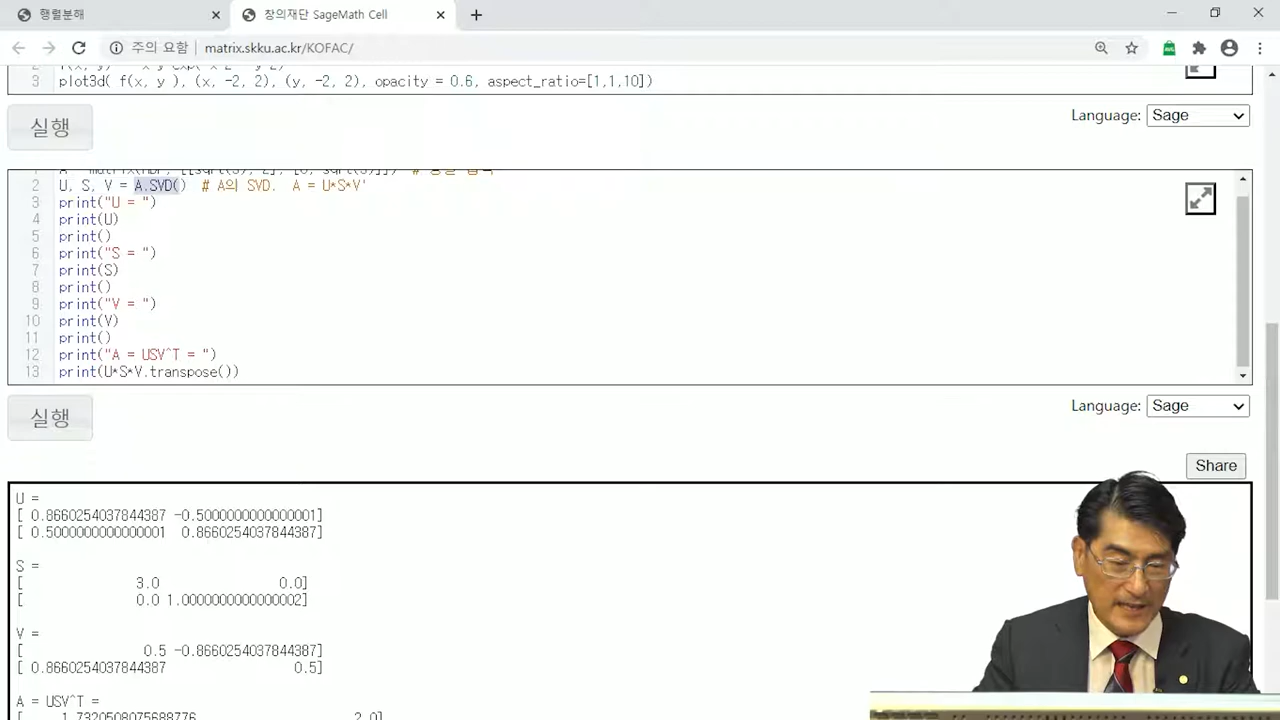 행렬분해
창의재단 SageMath Cell
주의 요함
matrix.skku.ac.kr/KOFAC/
3 plot3d( f(x, y ), (x, -2, 2), (y, -2, 2), opacity = 0.6, aspect_ratio=[1,1,10])
실행
Language: Sage
2 U, S, V = A.SVD() # A의 SVD. A = U*S*V'
3 print("U = ")
4 print(U)
5 print()
6 print("S = ")
7 print(S)
8 print()
9 print("V = ")
10 print(V)
11 print()
12 print("A = USV^T = ")
13 print(U*S*V.transpose())
실행
Language: Sage
Share
U =
[ 0.8660254037844387 -0.5000000000000001]
[ 0.5000000000000001 0.8660254037844387]
S =
[ 3.0 0.0]
[ 0.0 1.0000000000000002]
V =
[ 0.5 -0.8660254037844387]
[ 0.8660254037844387 0.5]
A = USV^T =
[ 1.7320508075688776 2.0]